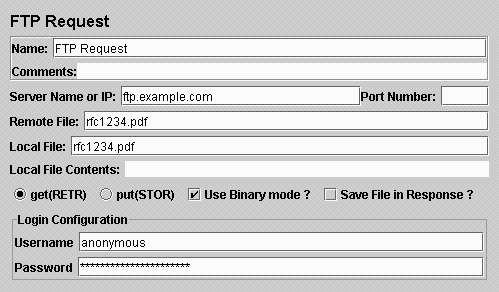 FTP Request
Name: FTP Request
Comments:
Server Name or IP: ftp.example.com Port Number:
Remote File: rfc1234.pdf
Local File: rfc1234.pdf
Local File Contents:
get(RETR) put(STOR) Use Binary mode ? Save File in Response ?
Login Configuration
Username anonymous
Password **********************